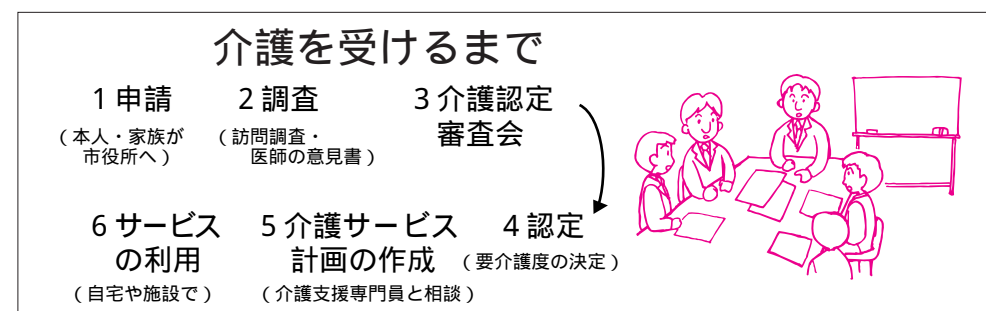 介護を受けるまで
1 申請
（本人・家族が
市役所へ）
2 調査
（訪問調査・
医師の意見書）
3 介護認定
審査会
4 認定
（要介護度の決定）
5 介護サービス
計画の作成
（介護支援専門員と相談）
6 サービス
の利用
（自宅や施設で）